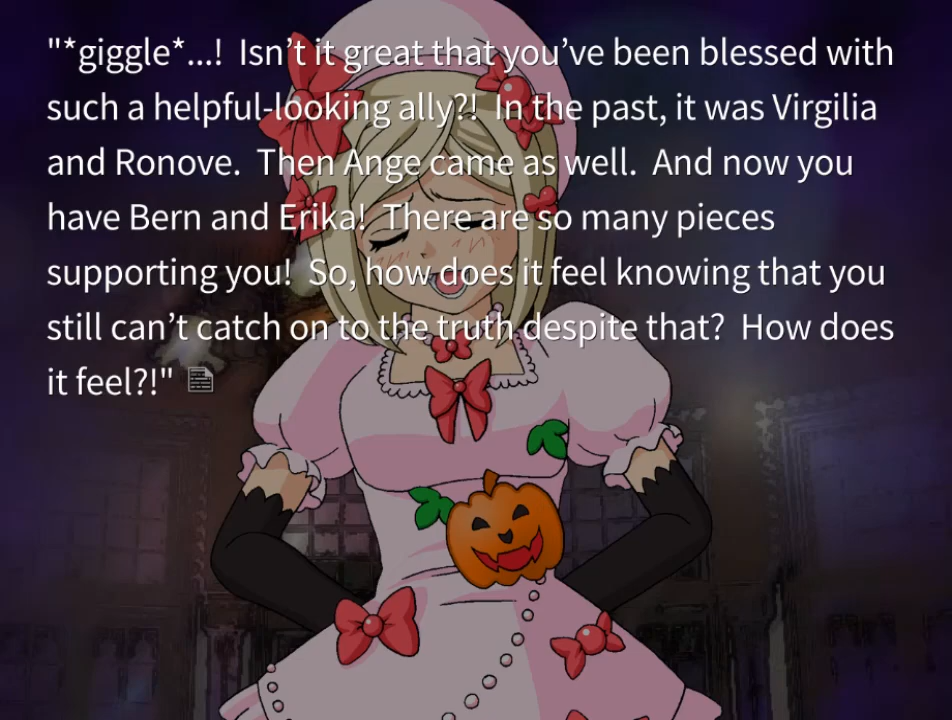 "*giggle*...!  Isn’t it great that you’ve been blessed with
such a helpful-looking ally?!  In the past, it was Virgilia
and Ronove.  Then Ange came as well.  And now you
have Bern and Erika!  There are so many pieces
supporting you!  So, how does it feel knowing that you
still can’t catch on to the truth despite that?  How does
it feel?!"